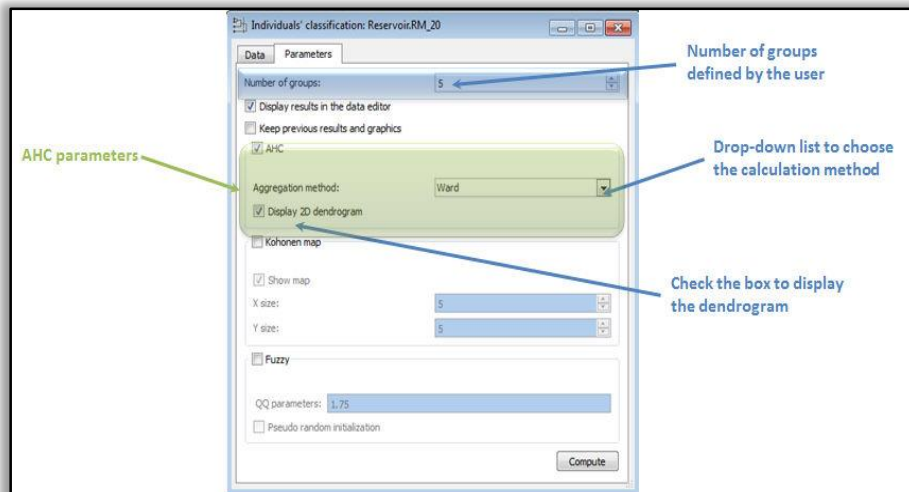 Individuals' classification: Reservoir.RM_20
Data
Parameters
Number of groups
defined by the user
Number of groups:
5
Display results in the data editor
Keep previous results and graphics
AHC
AHC parameters
Drop-down list to choose
the calculation method
Aggregation method:
Ward
Display 2D dendrogram
Kohonen map
Check the box to display
the dendrogram
Show map
X size:
5
Y size:
5
Fuzzy
QQ parameters:
1.75
Pseudo random initialization
Compute